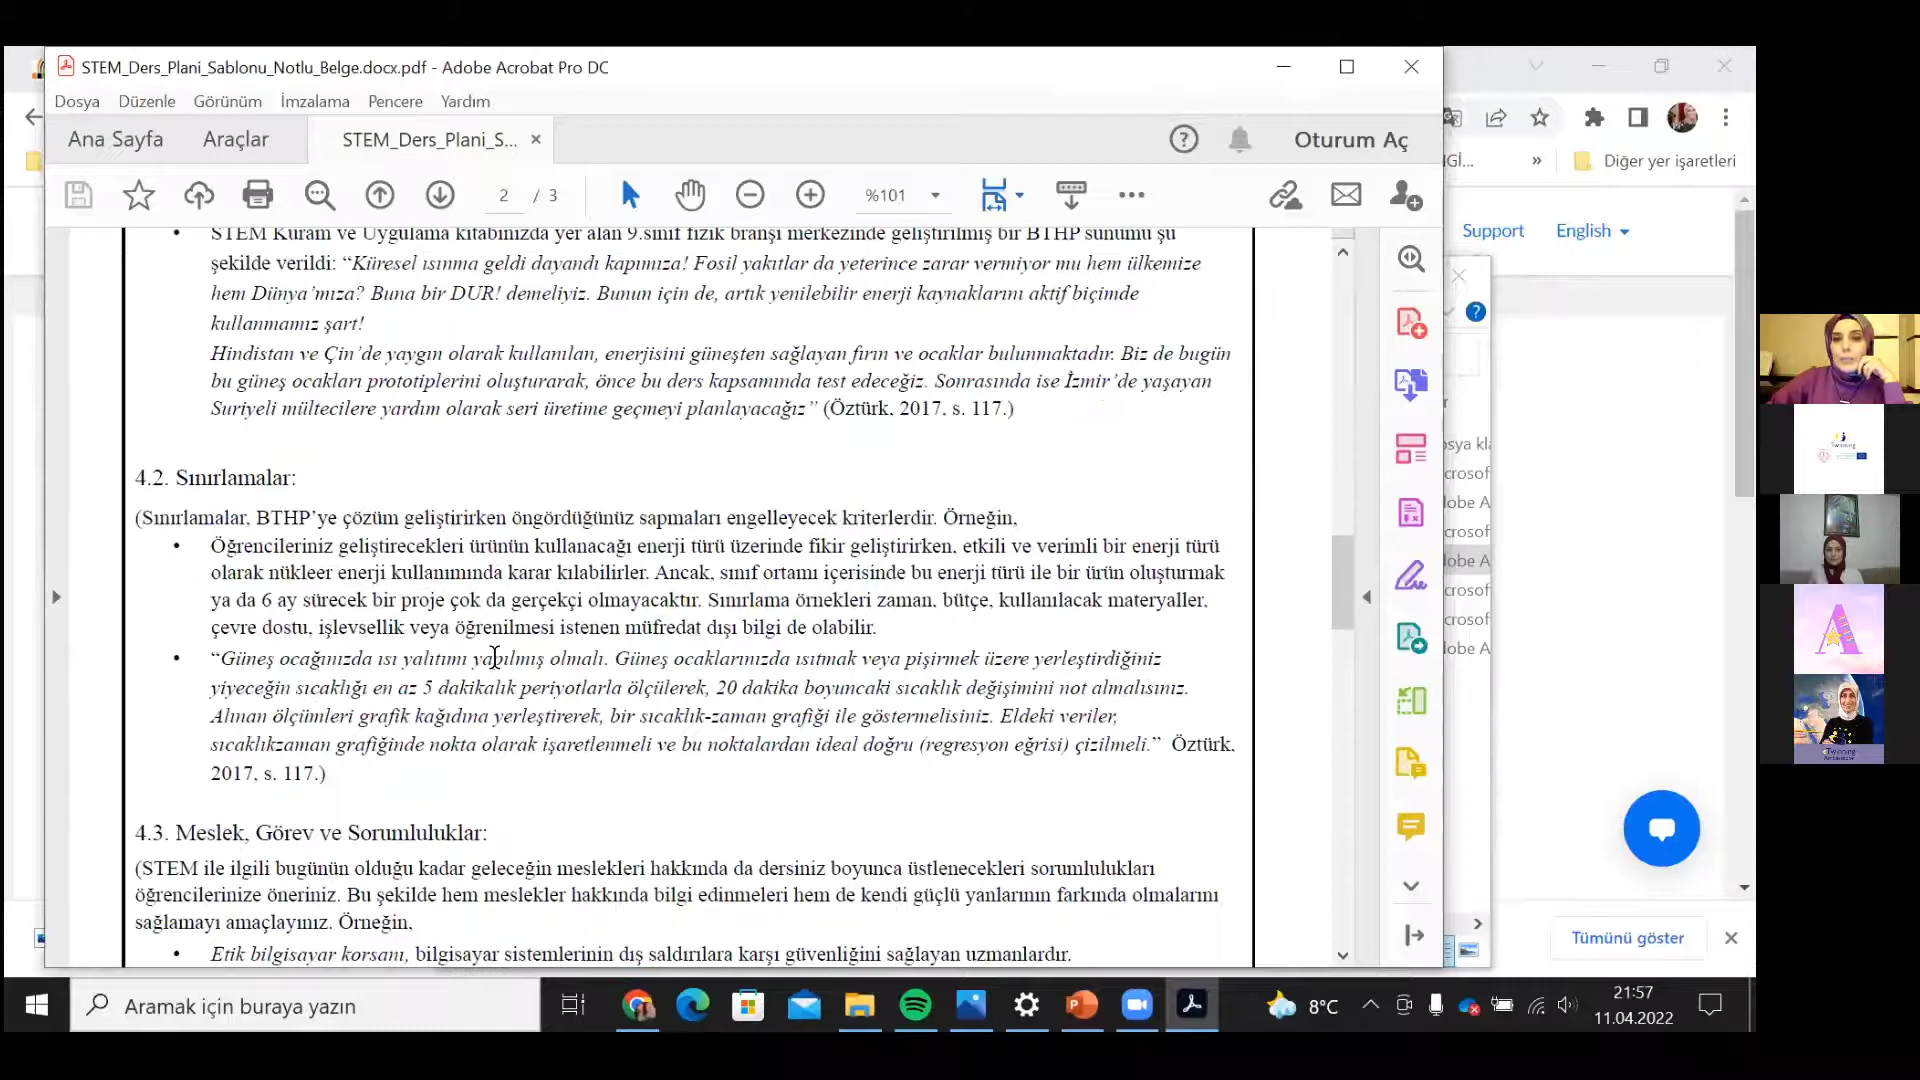 STEM_Ders_Plani_Sablonu_Notlu_Belge.docx.pdf - Adobe Acrobat Pro DC
Dosya Düzenle Görünüm İmzalama Pencere Yardım
Ana Sayfa Araçlar STEM_Ders_Plani_S... Oturum Aç
2 / 3 %101
Diğer yer işaretleri
Support English
STEM Kuram ve Uygulama kitabınızda yer alan 9.sınıf fizik branşı merkezinde geliştirilmiş bir BTHP sunumu şu
şekilde verildi: “Küresel ısınma geldi dayandı kapımıza! Fosil yakıtlar da yeterince zarar vermiyor mu hem ülkemize
hem Dünya’mıza? Buna bir DUR! demeliyiz. Bunun için de, artık yenilebilir enerji kaynaklarını aktif biçimde
kullanmamız şart!
Hindistan ve Çin’de yaygın olarak kullanılan, enerjisini güneşten sağlayan fırın ve ocaklar bulunmaktadır. Biz de bugün
bu güneş ocakları prototiplerini oluşturarak, önce bu ders kapsamında test edeceğiz. Sonrasında ise İzmir’de yaşayan
Suriyeli mültecilere yardım olarak seri üretime geçmeyi planlayacağız” (Öztürk, 2017, s. 117.)
4.2. Sınırlamalar:
(Sınırlamalar, BTHP’ye çözüm geliştirirken öngördüğünüz sapmaları engelleyecek kriterlerdir. Örneğin,
Öğrencileriniz geliştirecekleri ürünün kullanacağı enerji türü üzerinde fikir geliştirirken, etkili ve verimli bir enerji türü
olarak nükleer enerji kullanımında karar kılabilirler. Ancak, sınıf ortamı içerisinde bu enerji türü ile bir ürün oluşturmak
ya da 6 ay sürecek bir proje çok da gerçekçi olmayacaktır. Sınırlama örnekleri zaman, bütçe, kullanılacak materyaller,
çevre dostu, işlevsellik veya öğrenilmesi istenen müfredat dışı bilgi de olabilir.
“Güneş ocağınızda ısı yalıtımı yapılmış olmalı. Güneş ocaklarınızda ısıtmak veya pişirmek üzere yerleştirdiğiniz
yiyeceğin sıcaklığı en az 5 dakikalık periyotlarla ölçülerek, 20 dakika boyuncaki sıcaklık değişimini not almalısınız.
Alınan ölçümleri grafik kağıdına yerleştirerek, bir sıcaklık-zaman grafiği ile göstermelisiniz. Eldeki veriler,
sıcaklıkzaman grafiğinde nokta olarak işaretlenmeli ve bu noktalardan ideal doğru (regresyon eğrisi) çizilmeli.” Öztürk,
2017, s. 117.)
4.3. Meslek, Görev ve Sorumluluklar:
(STEM ile ilgili bugünün olduğu kadar geleceğin meslekleri hakkında da dersiniz boyunca üstlenecekleri sorumlulukları
öğrencilerinize öneriniz. Bu şekilde hem meslekler hakkında bilgi edinmeleri hem de kendi güçlü yanlarının farkında olmalarını
sağlamayı amaçlayınız. Örneğin,
Etik bilgisayar korsanı, bilgisayar sistemlerinin dış saldırılara karşı güvenliğini sağlayan uzmanlardır.
Tümünü göster
Aramak için buraya yazın
8°C
21:57
11.04.2022